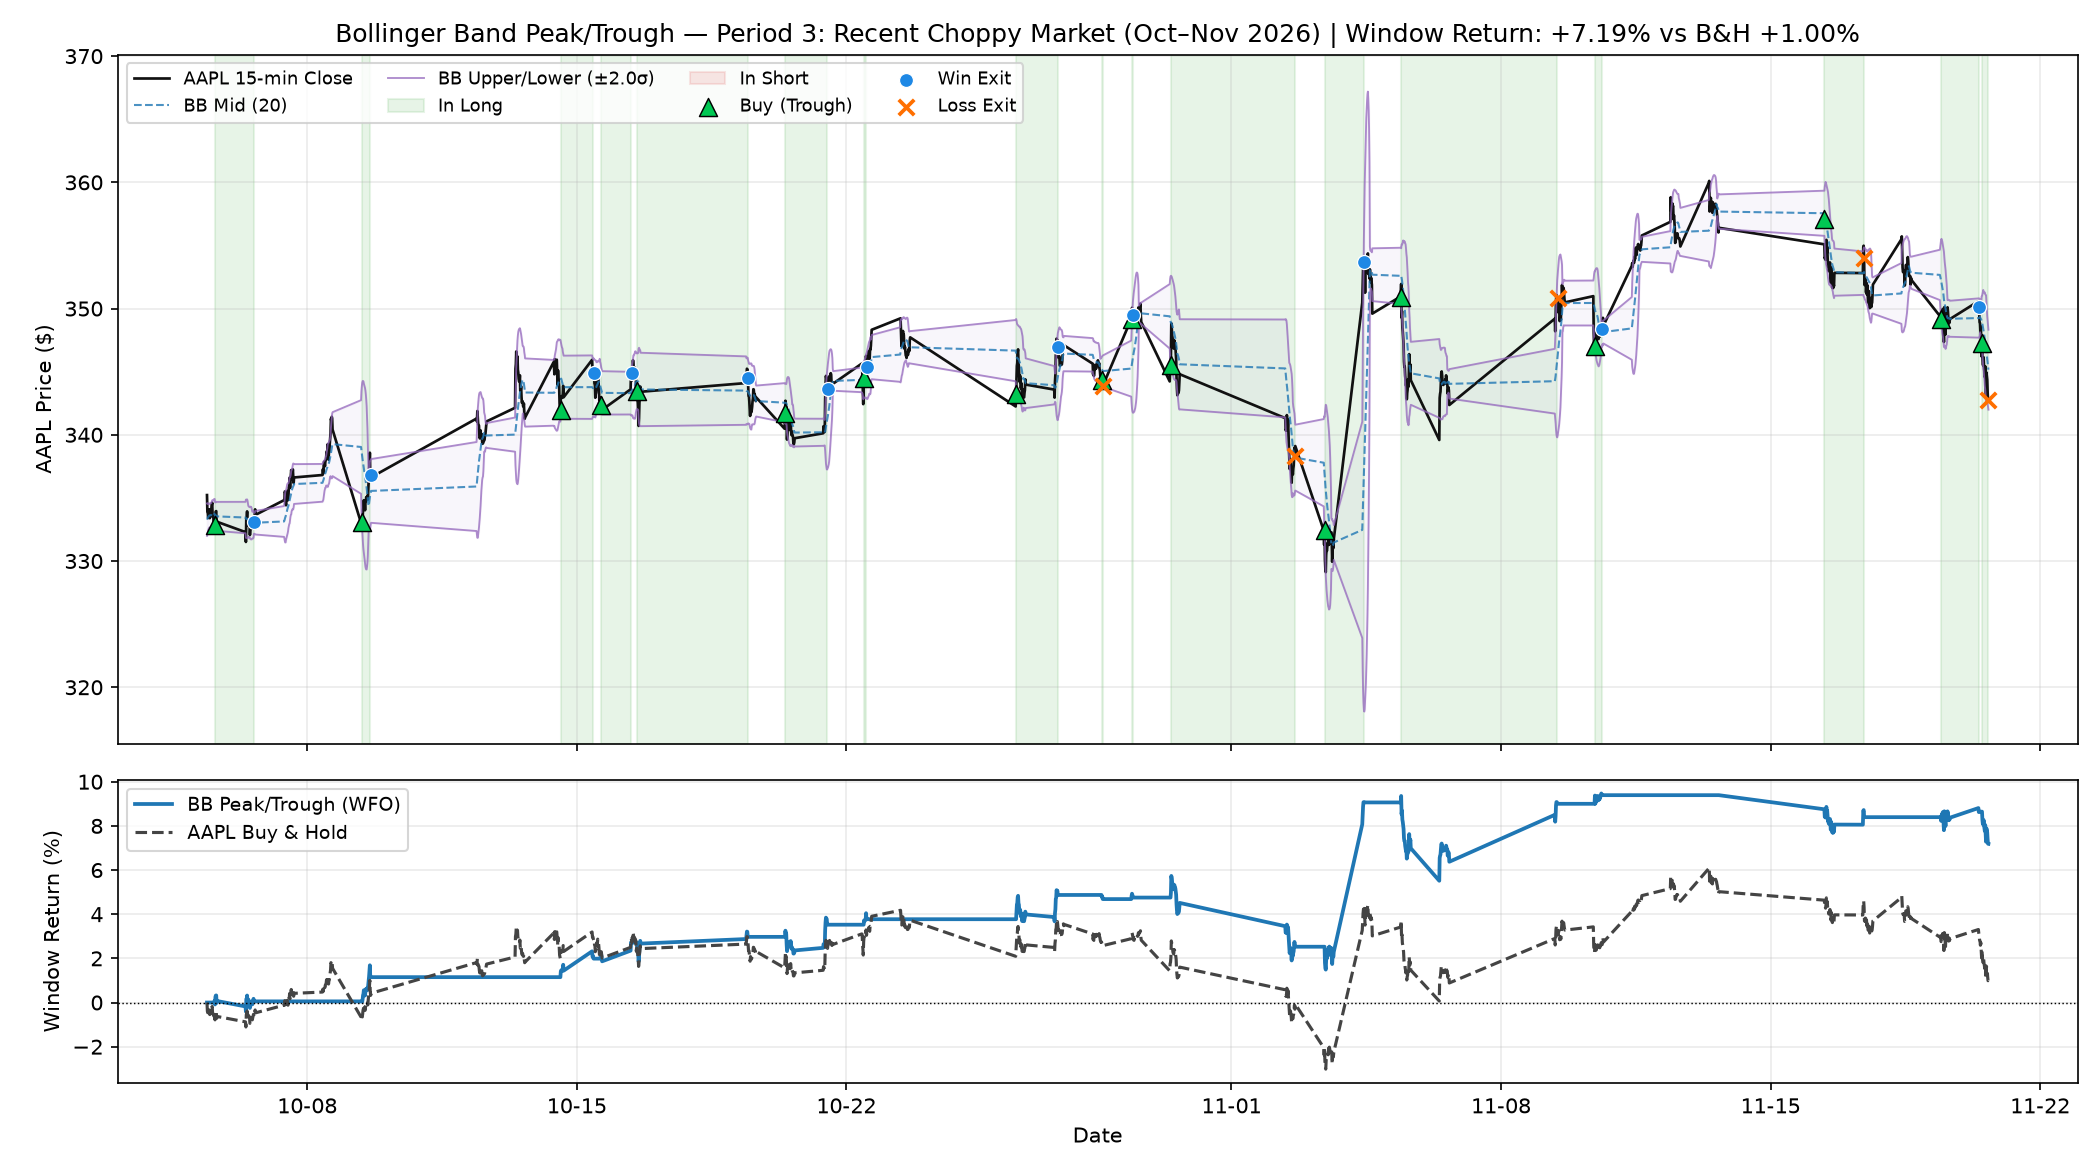 Bollinger Band Peak/Trough — Period 3: Recent Choppy Market (Oct–Nov 2026) | Window Return: +7.19% vs B&H +1.00%
AAPL 15-min Close
BB Mid (20)
BB Upper/Lower (±2.0σ)
In Long
In Short
Buy (Trough)
Win Exit
Loss Exit
AAPL Price ($)
370
360
350
340
330
320
BB Peak/Trough (WFO)
AAPL Buy & Hold
Window Return (%)
10
8
6
4
2
0
−2
10-08
10-15
10-22
11-01
11-08
11-15
11-22
Date